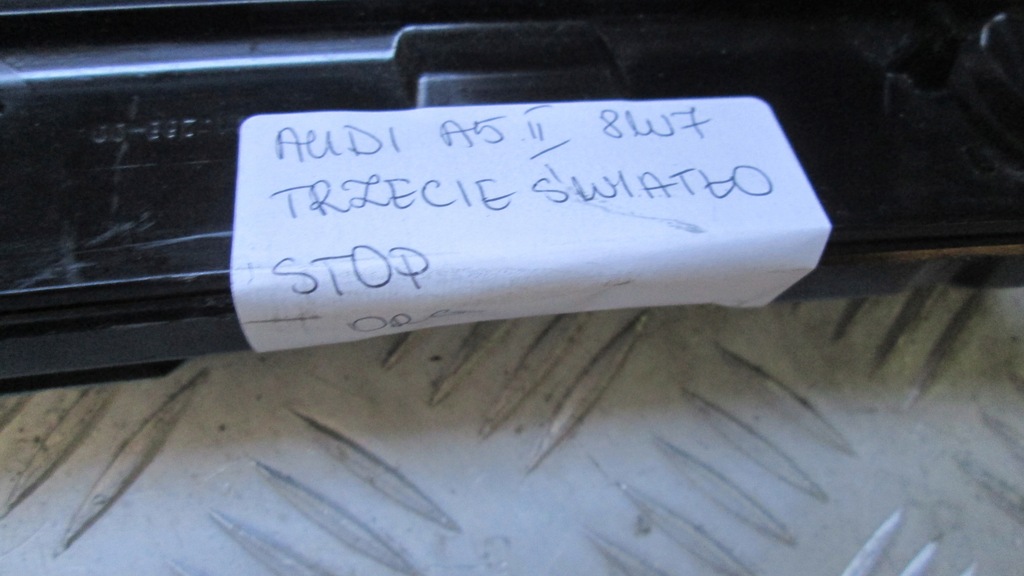 AUDI A5 II 8W7
TRZECIE ŚWIATŁO
STOP